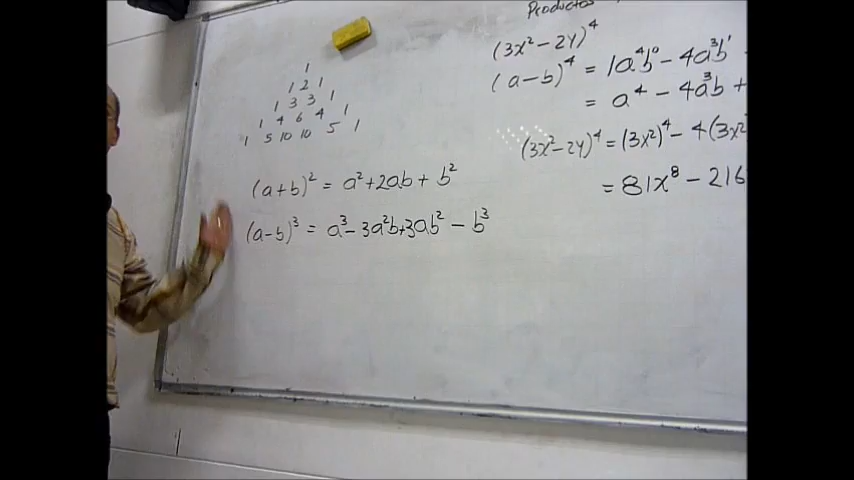 1
1 2 1
1 3 3 1
1 4 6 4 1
1 5 10 10 5 1
(a+b)² = a²+2ab+b²
(a-b)³ = a³-3a²b+3ab²-b³
Productos
(3x²-2y)⁴
(a-b)⁴ = 1a⁴b⁰-4a³b¹
= a⁴-4a³b+
(3x²-2y)⁴=(3x²)⁴-4(3x²
= 81x⁸-216